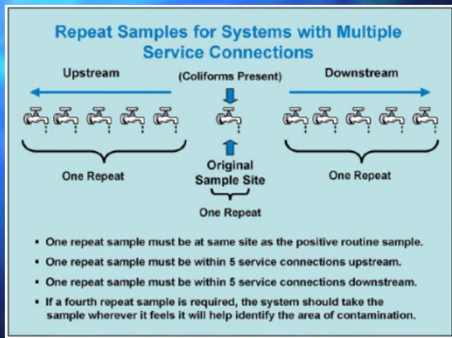 Repeat Samples for Systems with Multiple
Service Connections
Upstream
(Coliforms Present)
Downstream
One Repeat
Original
Sample Site
One Repeat
One Repeat
▪ One repeat sample must be at same site as the positive routine sample.
▪ One repeat sample must be within 5 service connections upstream.
▪ One repeat sample must be within 5 service connections downstream.
▪ If a fourth repeat sample is required, the system should take the
sample wherever it feels it will help identify the area of contamination.